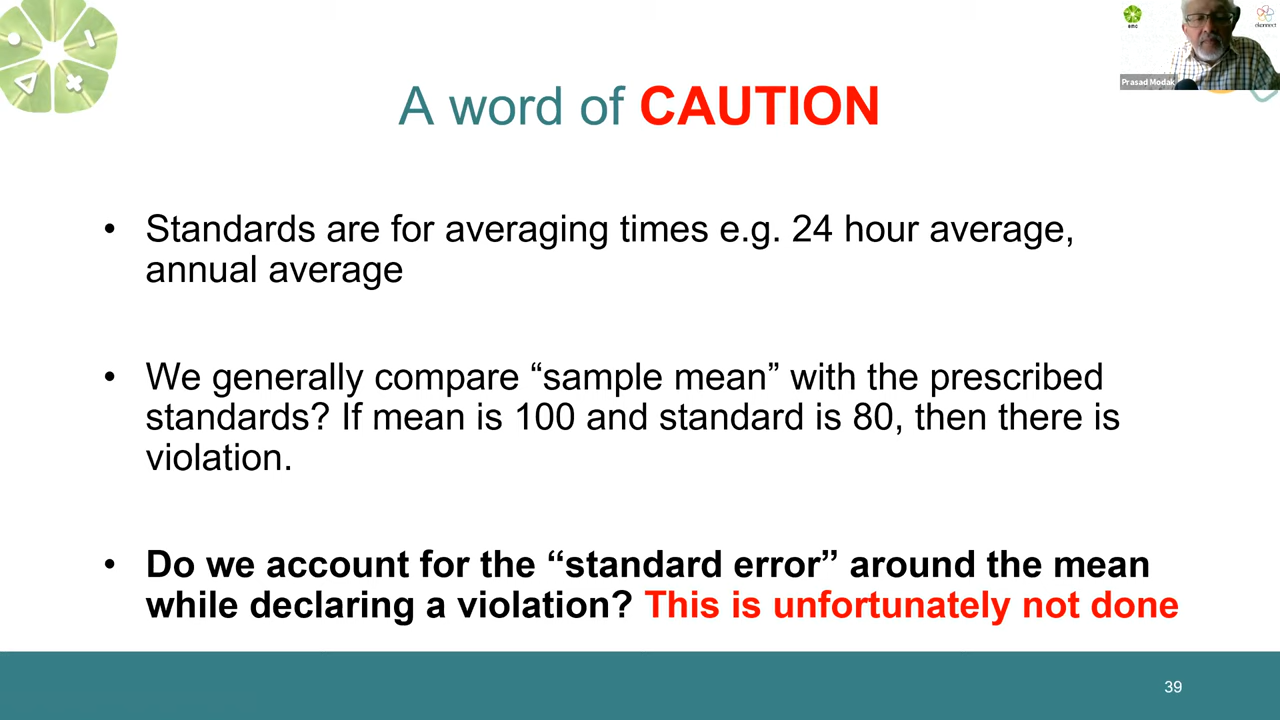 emc
ekonnect
Prasad Modak
A word of CAUTION
• Standards are for averaging times e.g. 24 hour average,
annual average
• We generally compare “sample mean” with the prescribed
standards? If mean is 100 and standard is 80, then there is
violation.
• Do we account for the “standard error” around the mean
while declaring a violation? This is unfortunately not done
39